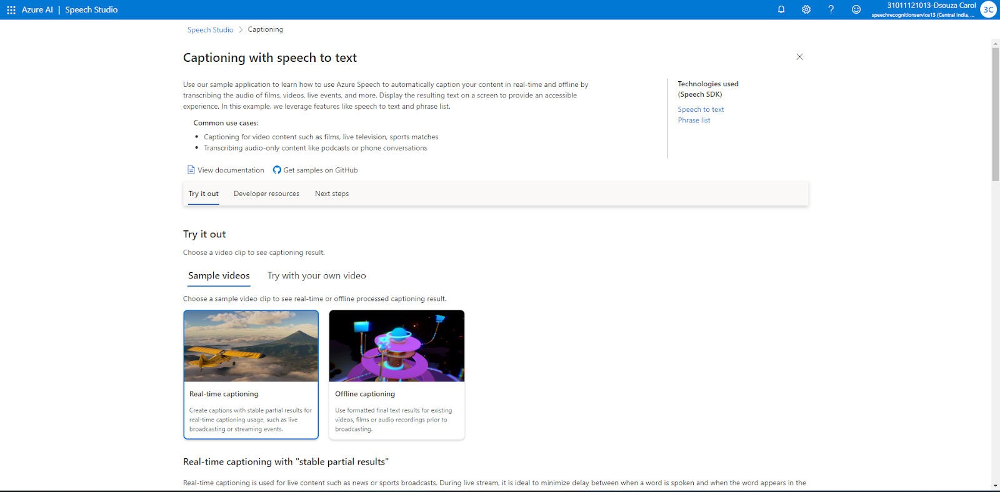 Azure AI | Speech Studio
31011121013-Dsouza Carol
speechrecognitionservice13 (Central India, ...
3C
Speech Studio > Captioning
Captioning with speech to text
Use our sample application to learn how to use Azure Speech to automatically caption your content in real-time and offline by
transcribing the audio of films, videos, live events, and more. Display the resulting text on a screen to provide an accessible
experience. In this example, we leverage features like speech to text and phrase list.
Common use cases:
• Captioning for video content such as films, live television, sports matches
• Transcribing audio-only content like podcasts or phone conversations
Technologies used
(Speech SDK)
Speech to text
Phrase list
View documentation Get samples on GitHub
Try it out Developer resources Next steps
Try it out
Choose a video clip to see captioning result.
Sample videos Try with your own video
Choose a sample video clip to see real-time or offline processed captioning result.
Real-time captioning
Create captions with stable partial results for
real-time captioning usage, such as live
broadcasting or streaming events.
Offline captioning
Use formatted final text results for existing
videos, films or audio recordings prior to
broadcasting.
Real-time captioning with "stable partial results"
Real-time captioning is used for live content such as news or sports broadcasts. During live stream, it is ideal to minimize delay between when a word is spoken and when the word appears in the